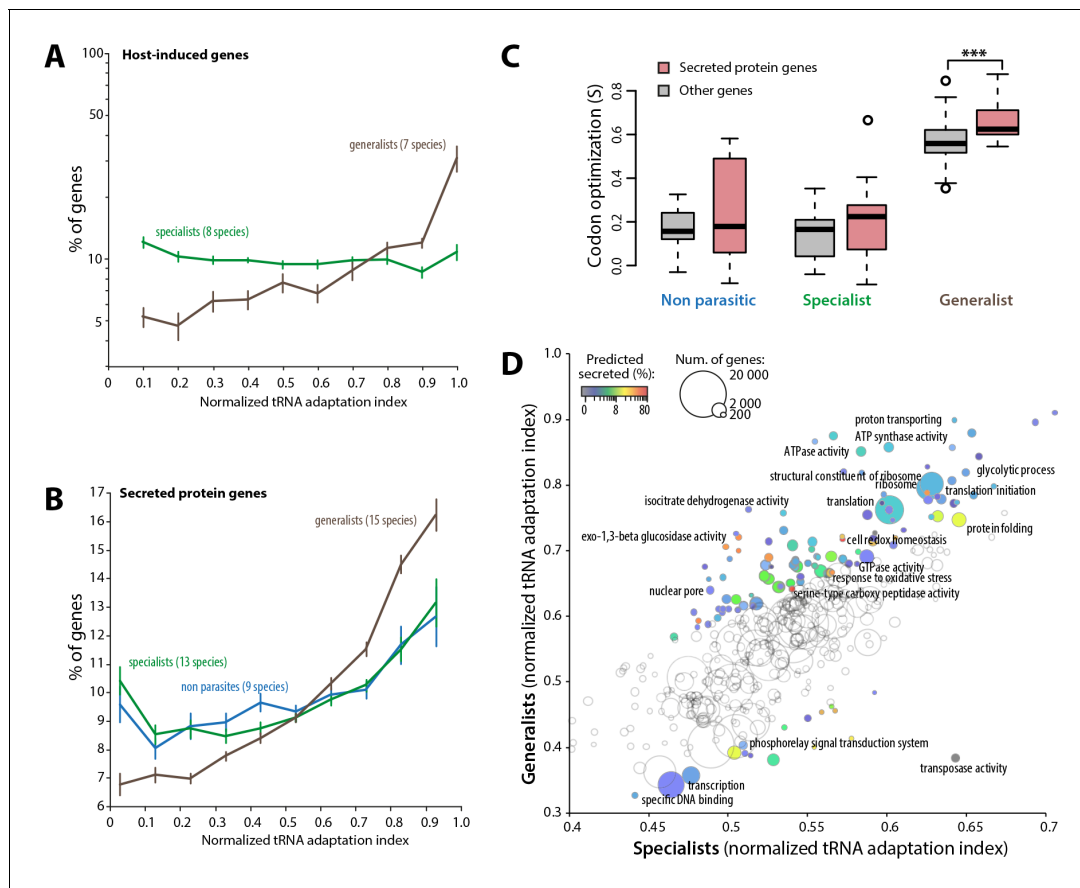 A
Host-induced genes
100
50
10
5
% of genes
generalists (7 species)
specialists (8 species)
0 0.1 0.2 0.3 0.4 0.5 0.6 0.7 0.8 0.9 1.0
Normalized tRNA adaptation index
B
Secreted protein genes
17
16
15
14
13
12
11
10
9
8
7
6
% of genes
generalists (15 species)
specialists (13 species)
non parasites (9 species)
0 0.1 0.2 0.3 0.4 0.5 0.6 0.7 0.8 0.9 1.0
Normalized tRNA adaptation index
C
Secreted protein genes
Other genes
***
0.8
0.6
0.4
0.2
0.0
Codon optimization (S)
Non parasitic
Specialist
Generalist
D
Predicted
secreted (%):
0 8 80
Num. of genes:
20 000
2 000
200
1.0
0.9
0.8
0.7
0.6
0.5
0.4
0.3
Generalists (normalized tRNA adaptation index)
proton transporting
ATP synthase activity
ATPase activity
structural constituent of ribosome
glycolytic process
ribosome
translation initiation
isocitrate dehydrogenase activity
translation
protein folding
exo-1,3-beta glucosidase activity
cell redox homeostasis
GTPase activity
response to oxidative stress
nuclear pore
serine-type carboxy peptidase activity
phosphorelay signal transduction system
transposase activity
transcription
specific DNA binding
0.4 0.45 0.5 0.55 0.6 0.65 0.7
Specialists (normalized tRNA adaptation index)